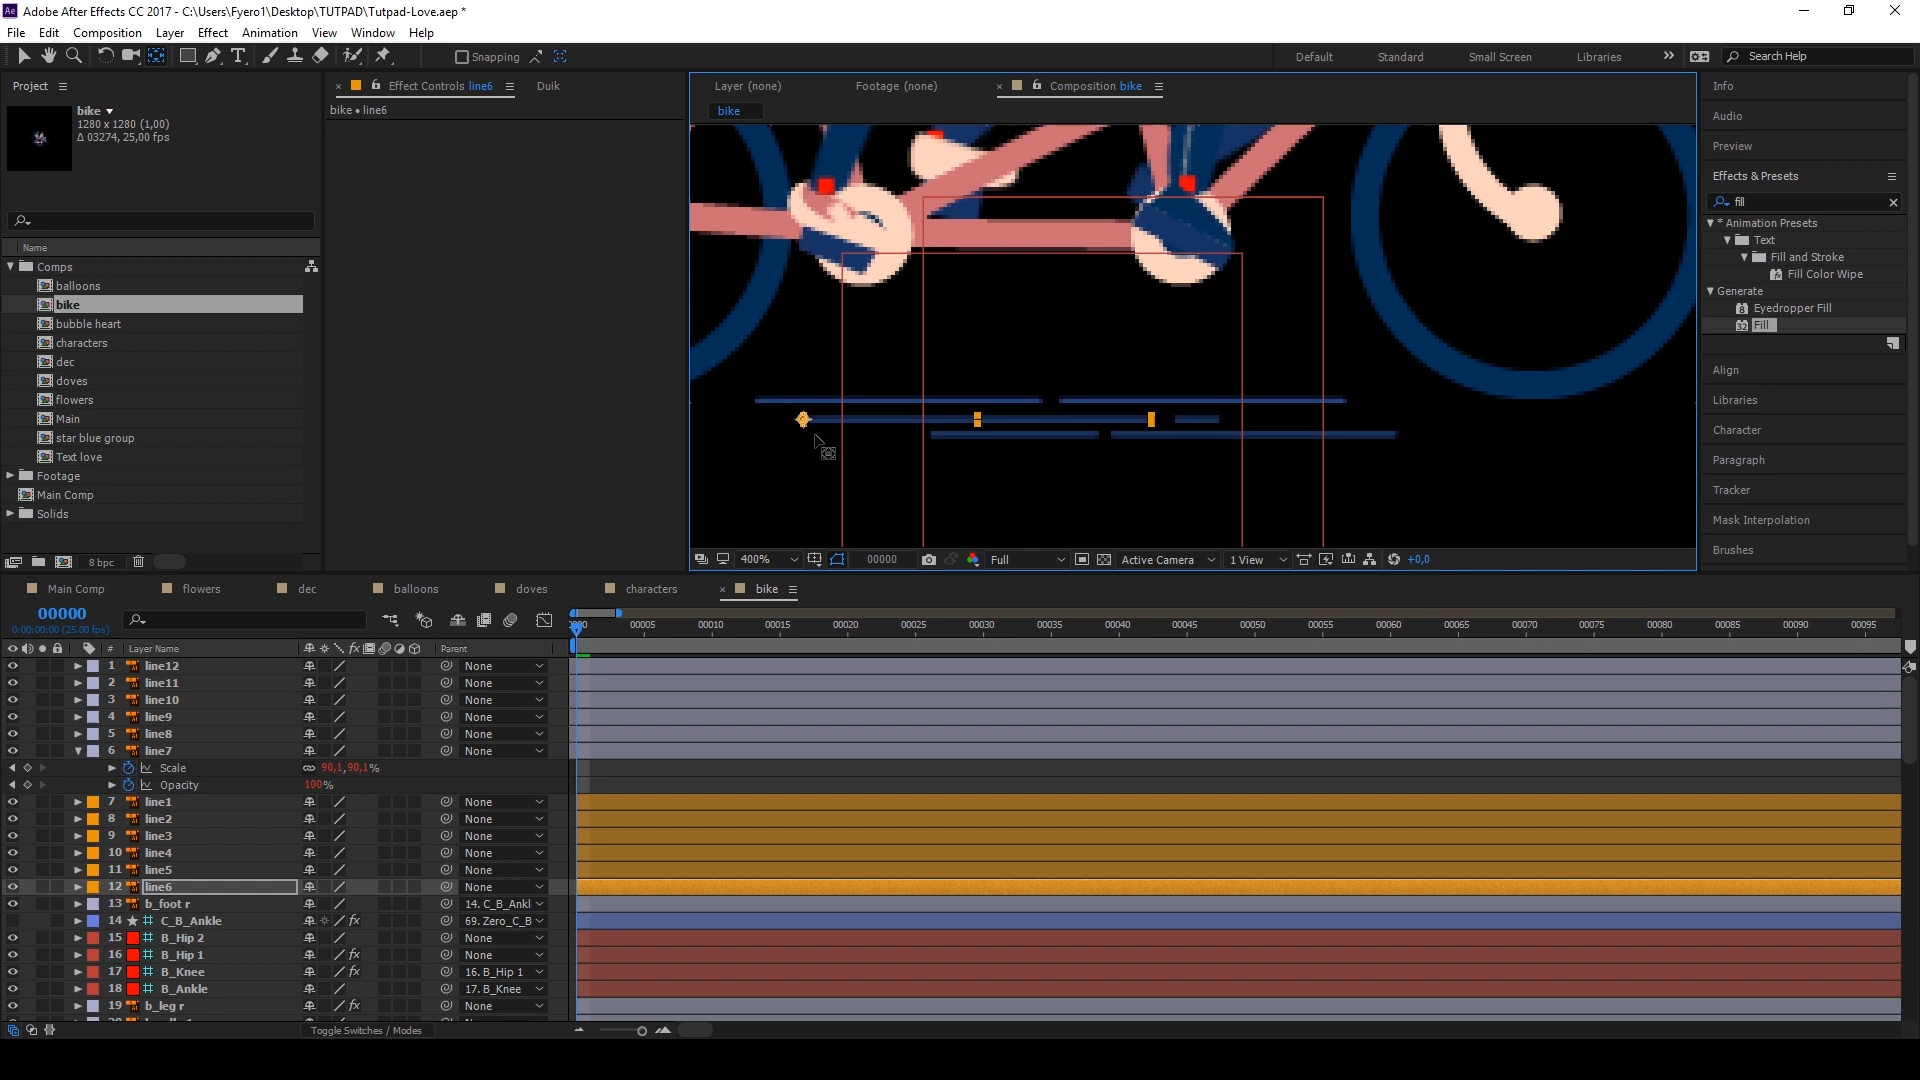 Adobe After Effects CC 2017 - C:\Users\Fyero1\Desktop\TUTPAD\Tutpad-Love.aep *
File Edit Composition Layer Effect Animation View Window Help
Snapping Default Standard Small Screen Libraries Search Help
Project Effect Controls line6 Duik Layer (none) Footage (none) Composition bike Info
bike bike • line6 bike
1280 x 1280 (1,00)
Δ 03274, 25,00 fps
Audio
Preview
Effects & Presets
fill
* Animation Presets
Text
Fill and Stroke
Fill Color Wipe
Generate
Eyedropper Fill
Fill
Align
Libraries
Character
Paragraph
Tracker
Mask Interpolation
Brushes
Name
Comps
balloons
bike
bubble heart
characters
dec
doves
flowers
Main
star blue group
Text love
Footage
Main Comp
Solids
8 bpc 400% 00000 Full Active Camera 1 View +0,0
Main Comp flowers dec balloons doves characters bike
00000
0:00:00:00 (25.00 fps)
00005 00010 00015 00020 00025 00030 00035 00040 00045 00050 00055 00060 00065 00070 00075 00080 00085 00090 00095
# Layer Name Parent
1 line12 None
2 line11 None
3 line10 None
4 line9 None
5 line8 None
6 line7 None
Scale 90,1,90,1%
Opacity 100%
7 line1 None
8 line2 None
9 line3 None
10 line4 None
11 line5 None
12 line6 None
13 b_foot r 14. C_B_Ankl
14 C_B_Ankle 69. Zero_C_B
15 B_Hip 2 None
16 B_Hip 1 None
17 B_Knee 16. B_Hip 1
18 B_Ankle 17. B_Knee
19 b_leg r None
Toggle Switches / Modes